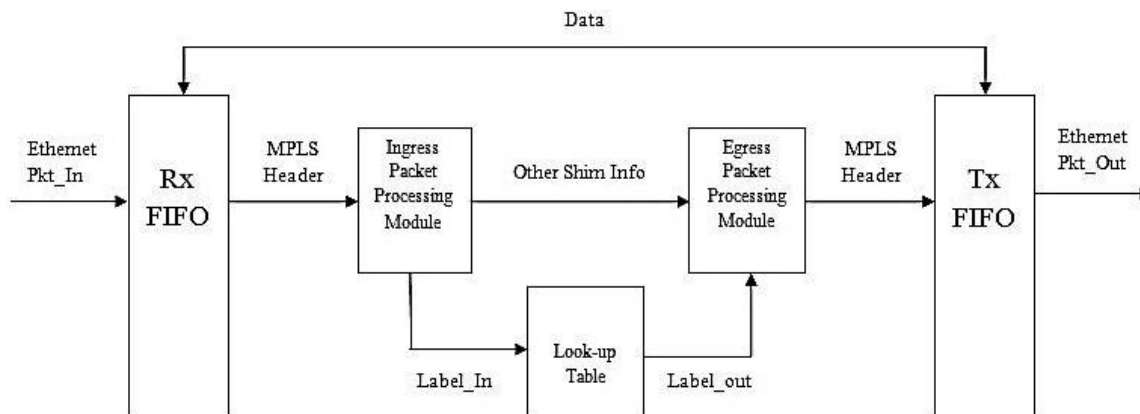 Data
Ethernet
Pkt_In
Rx
FIFO
MPLS
Header
Ingress
Packet
Processing
Module
Other Shim Info
Egress
Packet
Processing
Module
MPLS
Header
Tx
FIFO
Ethernet
Pkt_Out
Label_In
Look-up
Table
Label_out